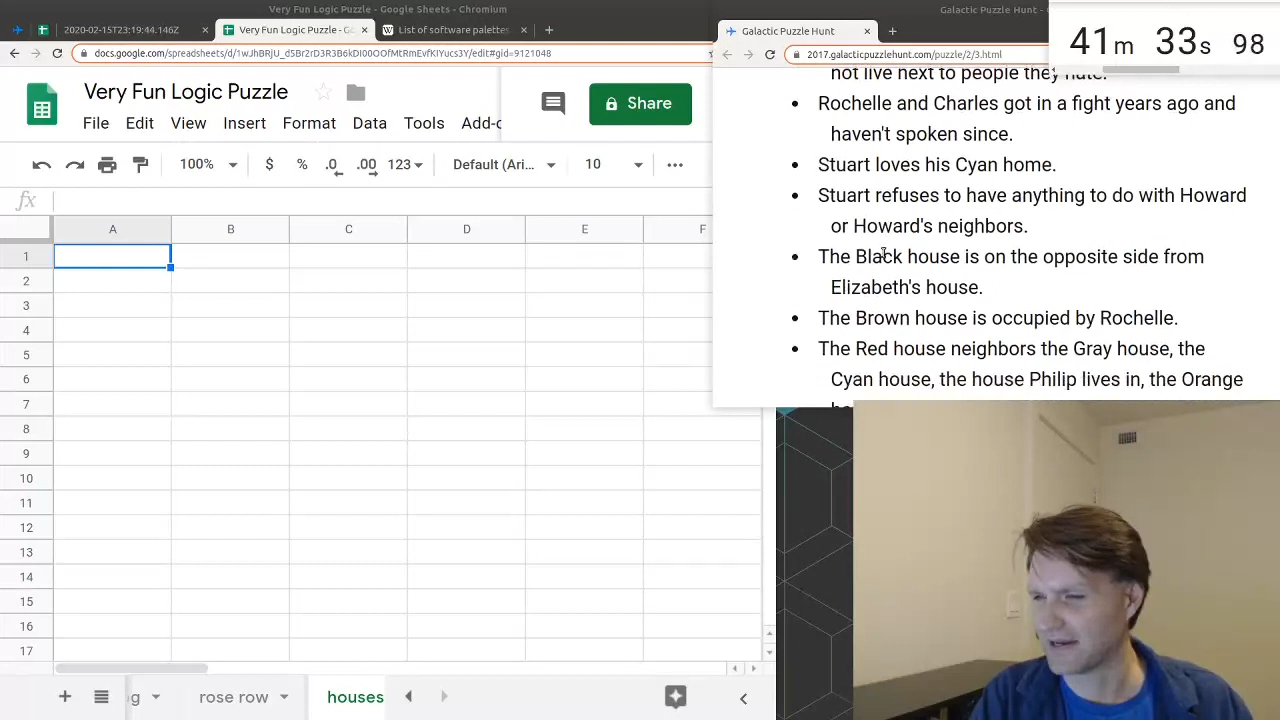 Very Fun Logic Puzzle - Google Sheets - Chromium
Galactic Puzzle Hunt - 
2020-02-15T23:19:44.146Z
Very Fun Logic Puzzle - Go
List of software palettes
Galactic Puzzle Hunt
docs.google.com/spreadsheets/d/1wJhBRjU_d5Br2rD3R3B6kDI00OOfMtRmEvfKIYucs3Y/edit#gid=9121048
2017.galacticpuzzlehunt.com/puzzle/2/3.html
41m 33s 98
Very Fun Logic Puzzle
File Edit View Insert Format Data Tools Add-o
Share
100% $ % .0 .00 123 Default (Ari... 10
fx
A B C D E F
1
2
3
4
5
6
7
8
9
10
11
12
13
14
15
16
17
g rose row houses
not live next to people they hate.
Rochelle and Charles got in a fight years ago and
haven't spoken since.
Stuart loves his Cyan home.
Stuart refuses to have anything to do with Howard
or Howard's neighbors.
The Black house is on the opposite side from
Elizabeth's house.
The Brown house is occupied by Rochelle.
The Red house neighbors the Gray house, the
Cyan house, the house Philip lives in, the Orange